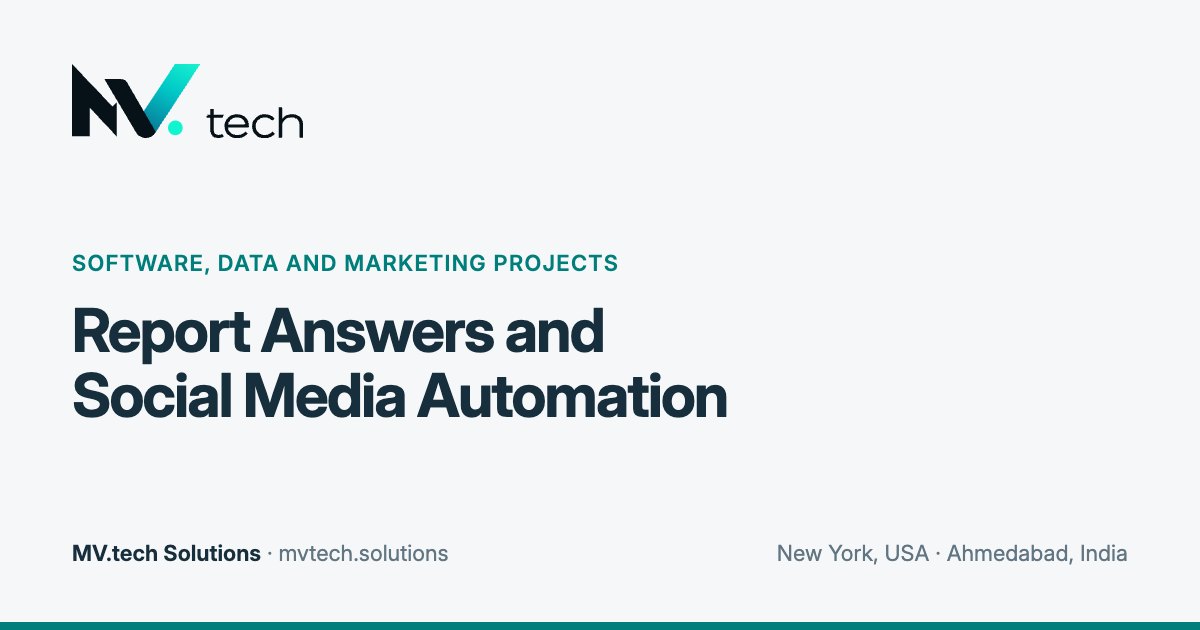 MV. tech
SOFTWARE, DATA AND MARKETING PROJECTS
Report Answers and
Social Media Automation
MV.tech Solutions · mvtech.solutions
New York, USA · Ahmedabad, India